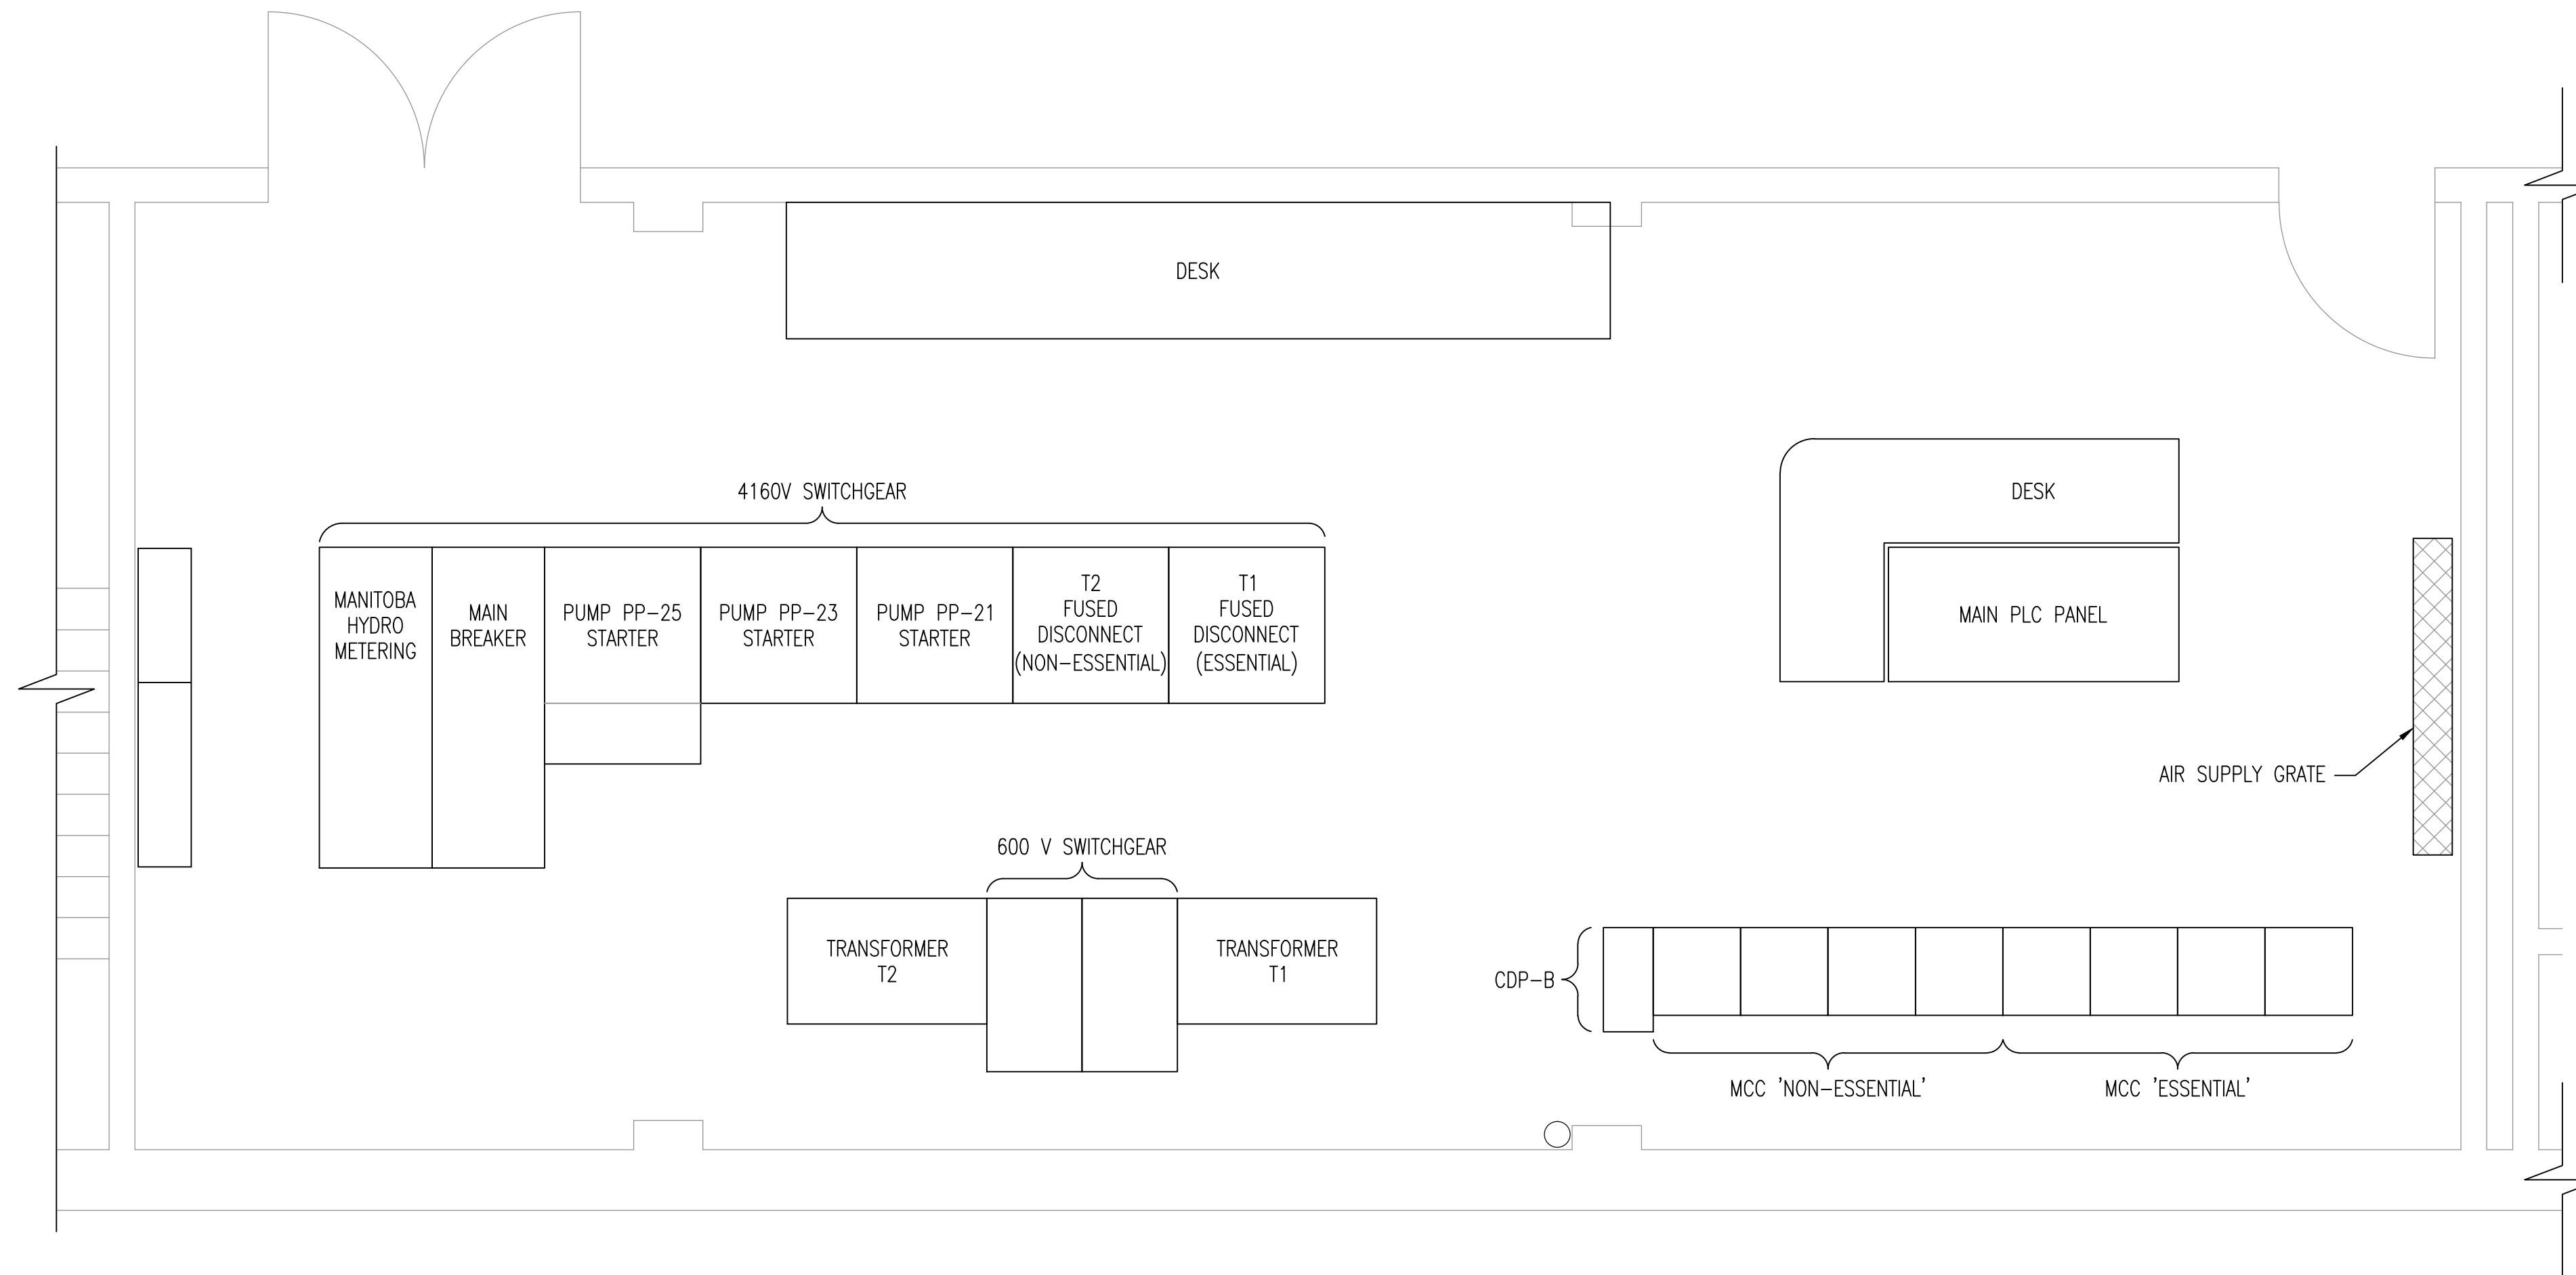 DESK
4160V SWITCHGEAR
DESK
MANITOBA
HYDRO
METERING
MAIN
BREAKER
PUMP PP-25
STARTER
PUMP PP-23
STARTER
PUMP PP-21
STARTER
T2
FUSED
DISCONNECT
(NON-ESSENTIAL)
T1
FUSED
DISCONNECT
(ESSENTIAL)
MAIN PLC PANEL
AIR SUPPLY GRATE
600 V SWITCHGEAR
TRANSFORMER
T2
TRANSFORMER
T1
CDP-B
MCC 'NON-ESSENTIAL'
MCC 'ESSENTIAL'